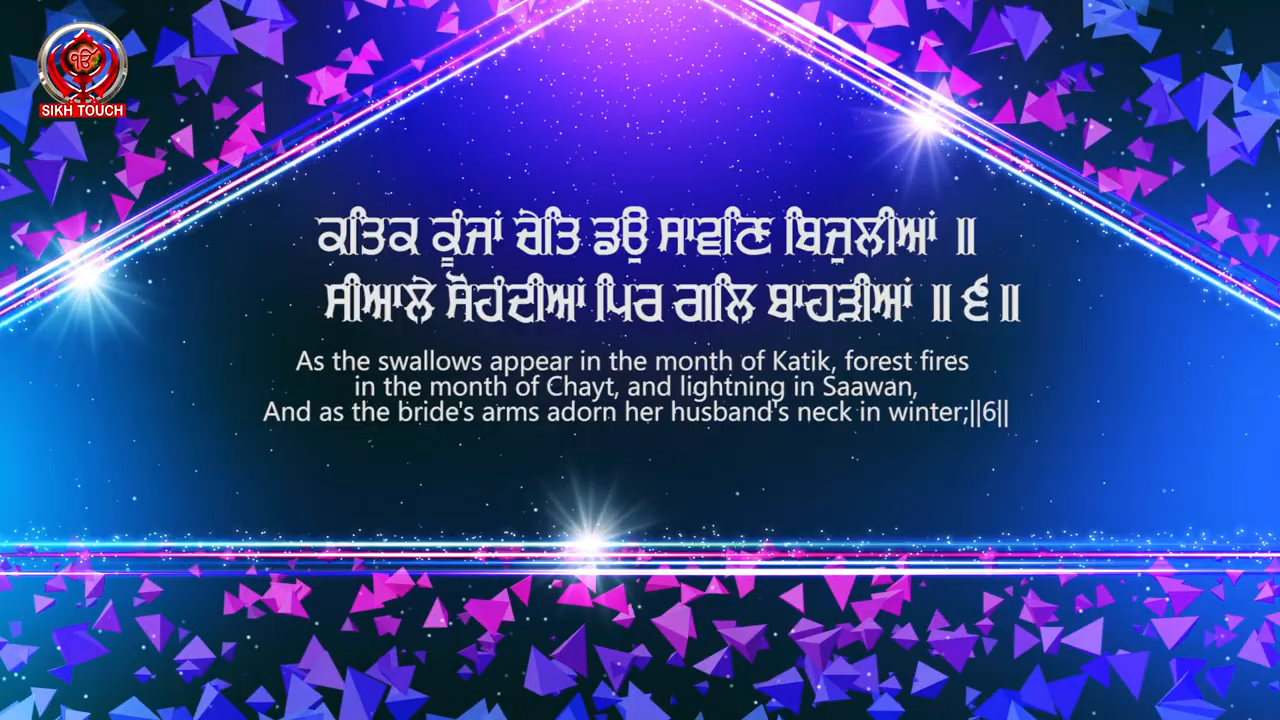 ੴ
SIKH TOUCH
ਕਤਿਕ ਕੂੰਜਾਂ ਚੇਤਿ ਡਉ ਸਾਵਣਿ ਬਿਜੁਲੀਆਂ ॥
ਸੀਆਲੇ ਸੋਹੰਦੀਆਂ ਪਿਰ ਗਲਿ ਬਾਹੜੀਆਂ ॥੬॥
As the swallows appear in the month of Katik, forest fires
in the month of Chayt, and lightning in Saawan,
And as the bride's arms adorn her husband's neck in winter;||6||